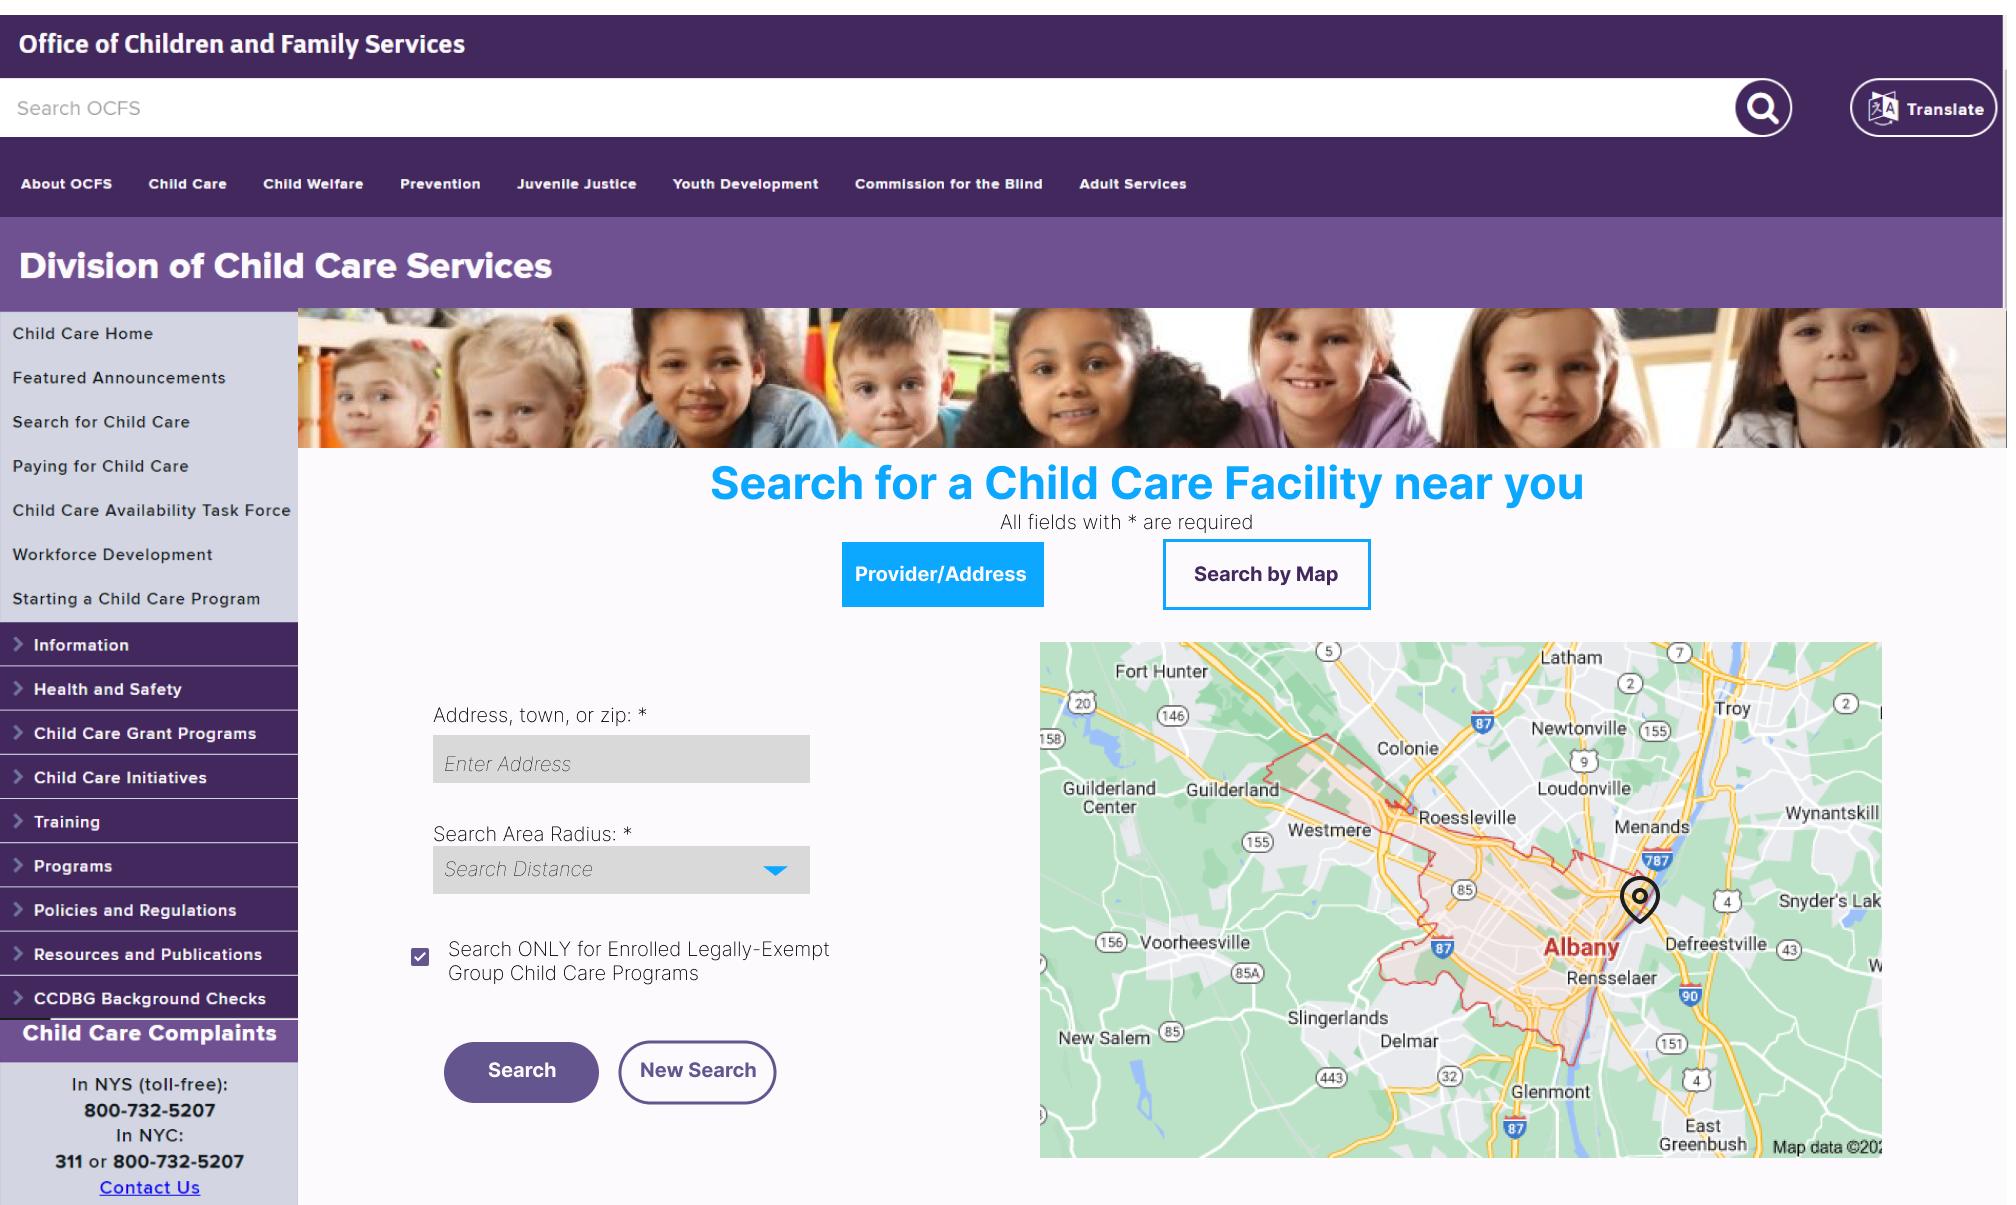 Office of Children and Family Services
Search OCFS
Translate
About OCFS
Child Care
Child Welfare
Prevention
Juvenile Justice
Youth Development
Commission for the Blind
Adult Services
Division of Child Care Services
Child Care Home
Featured Announcements
Search for Child Care
Paying for Child Care
Child Care Availability Task Force
Workforce Development
Starting a Child Care Program
Information
Health and Safety
Child Care Grant Programs
Child Care Initiatives
Training
Programs
Policies and Regulations
Resources and Publications
CCDBG Background Checks
Child Care Complaints
In NYS (toll-free):
800-732-5207
In NYC:
311 or 800-732-5207
Contact Us
Search for a Child Care Facility near you
All fields with * are required
Provider/Address
Search by Map
Address, town, or zip: *
Enter Address
Search Area Radius: *
Search Distance
Search ONLY for Enrolled Legally-Exempt
Group Child Care Programs
Search
New Search
5
Latham
7
Fort Hunter
2
20
146
Troy
2
87
Newtonville
155
158
Colonie
9
Guilderland
Center
Guilderland
Loudonville
Wynantskill
Roessleville
Westmere
Menands
155
787
85
4
Snyder's Lak
156
Voorheesville
87
Albany
Defreestville
43
85A
Rensselaer
W
90
Slingerlands
New Salem
85
Delmar
151
443
32
4
Glenmont
87
East
Greenbush
Map data ©202